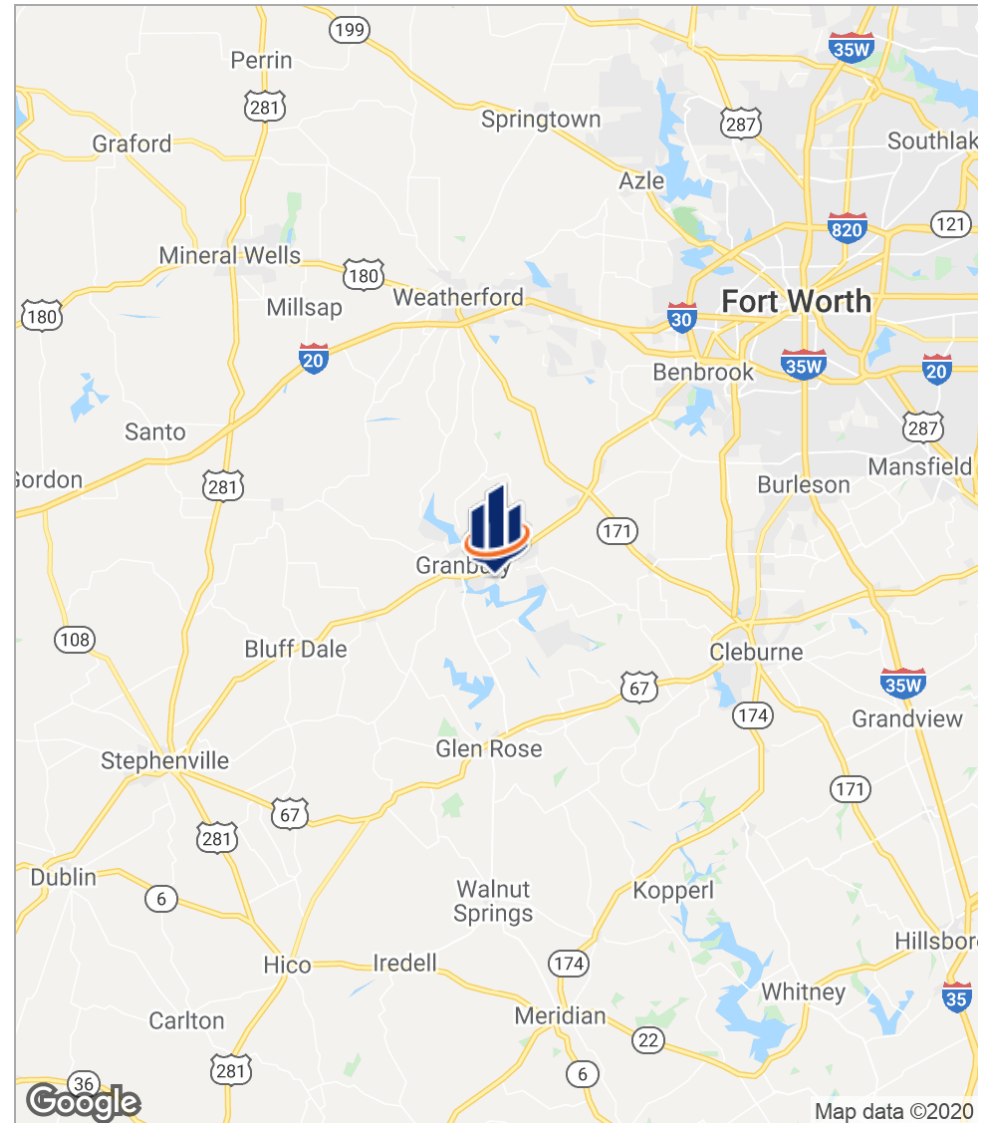 199
35W
Perrin
281
287
Springtown
Graford
Southlak
Azle
820
121
Mineral Wells
180
Millsap
Weatherford
Fort Worth
180
30
20
35W
20
Benbrook
287
Santo
Mansfield
Gordon
281
Burleson
171
Granbury
108
Bluff Dale
Cleburne
67
35W
174
Grandview
Glen Rose
Stephenville
171
67
281
Dublin
6
Walnut
Springs
Kopperl
Hillsbor
Hico
Iredell
174
Whitney
35
Meridian
Carlton
22
281
6
36
Google
Map data ©2020